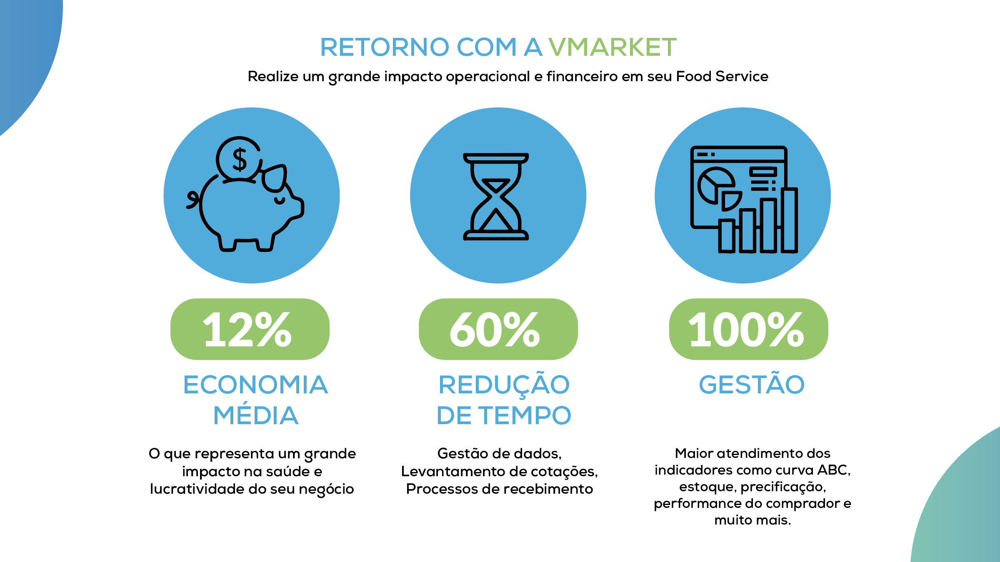 RETORNO COM A VMARKET
Realize um grande impacto operacional e financeiro em seu Food Service
$
12%
ECONOMIA
MÉDIA
O que representa um grande
impacto na saúde e
lucratividade do seu negócio
60%
REDUÇÃO
DE TEMPO
Gestão de dados,
Levantamento de cotações,
Processos de recebimento
100%
GESTÃO
Maior atendimento dos
indicadores como curva ABC,
estoque, precificação,
performance do comprador e
muito mais.